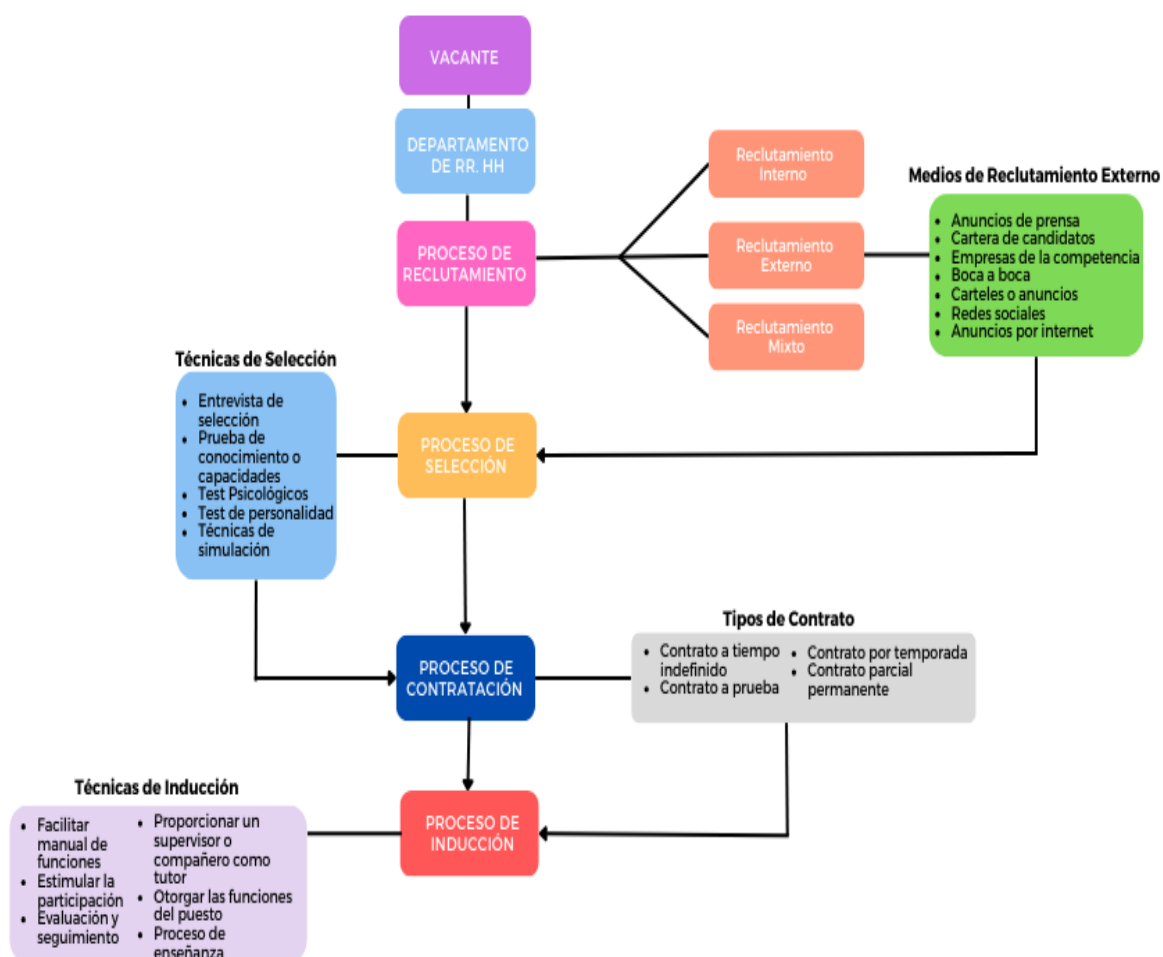 VACANTE
DEPARTAMENTO
DE RR. HH
PROCESO DE
RECLUTAMIENTO
Reclutamiento
Interno
Reclutamiento
Externo
Reclutamiento
Mixto
Medios de Reclutamiento Externo
• Anuncios de prensa
• Cartera de candidatos
• Empresas de la competencia
• Boca a boca
• Carteles o anuncios
• Redes sociales
• Anuncios por internet
Técnicas de Selección
• Entrevista de
selección
• Prueba de
conocimiento o
capacidades
• Test Psicológicos
• Test de personalidad
• Técnicas de
simulación
PROCESO DE
SELECCIÓN
PROCESO DE
CONTRATACIÓN
Tipos de Contrato
• Contrato a tiempo
indefinido
• Contrato a prueba
• Contrato por temporada
• Contrato parcial
permanente
PROCESO DE
INDUCCIÓN
Técnicas de Inducción
• Facilitar
manual de
funciones
• Estimular la
participación
• Evaluación y
seguimiento
• Proporcionar un
supervisor o
compañero como
tutor
• Otorgar las funciones
del puesto
• Proceso de
enseñanza